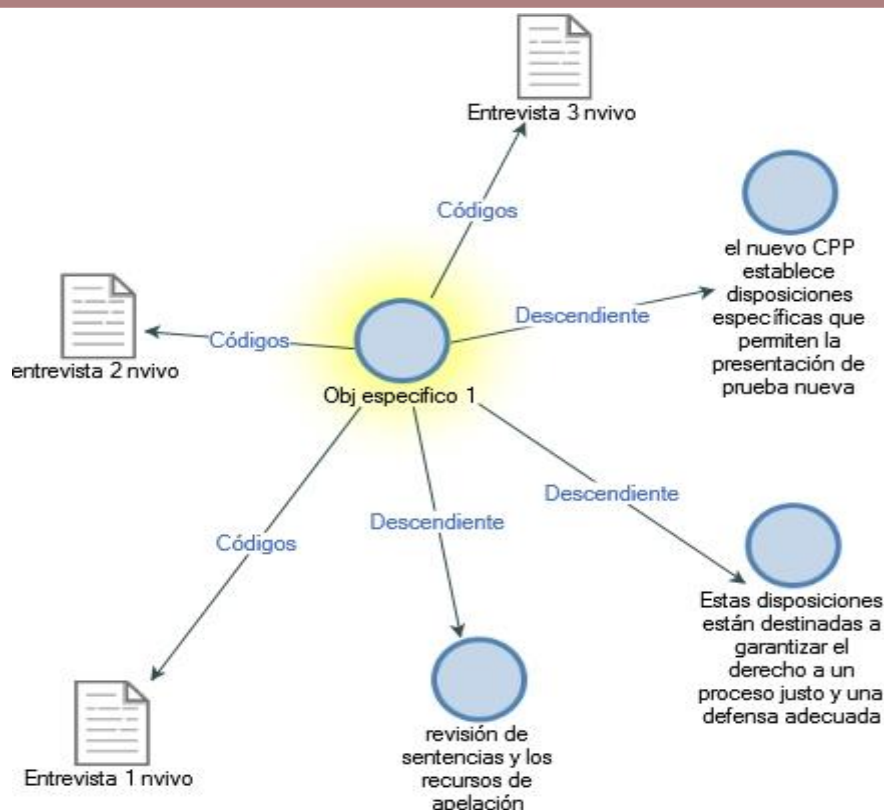 Entrevista 3 nvivo
Códigos
el nuevo CPP
establece
disposiciones
específicas que
permiten la
presentación de
prueba nueva
Descendiente
Códigos
entrevista 2 nvivo
Obj especifico 1
Descendiente
Descendiente
Códigos
Estas disposiciones
están destinadas a
garantizar el
derecho a un
proceso justo y una
defensa adecuada
revisión de
sentencias y los
recursos de
apelación
Entrevista 1 nvivo